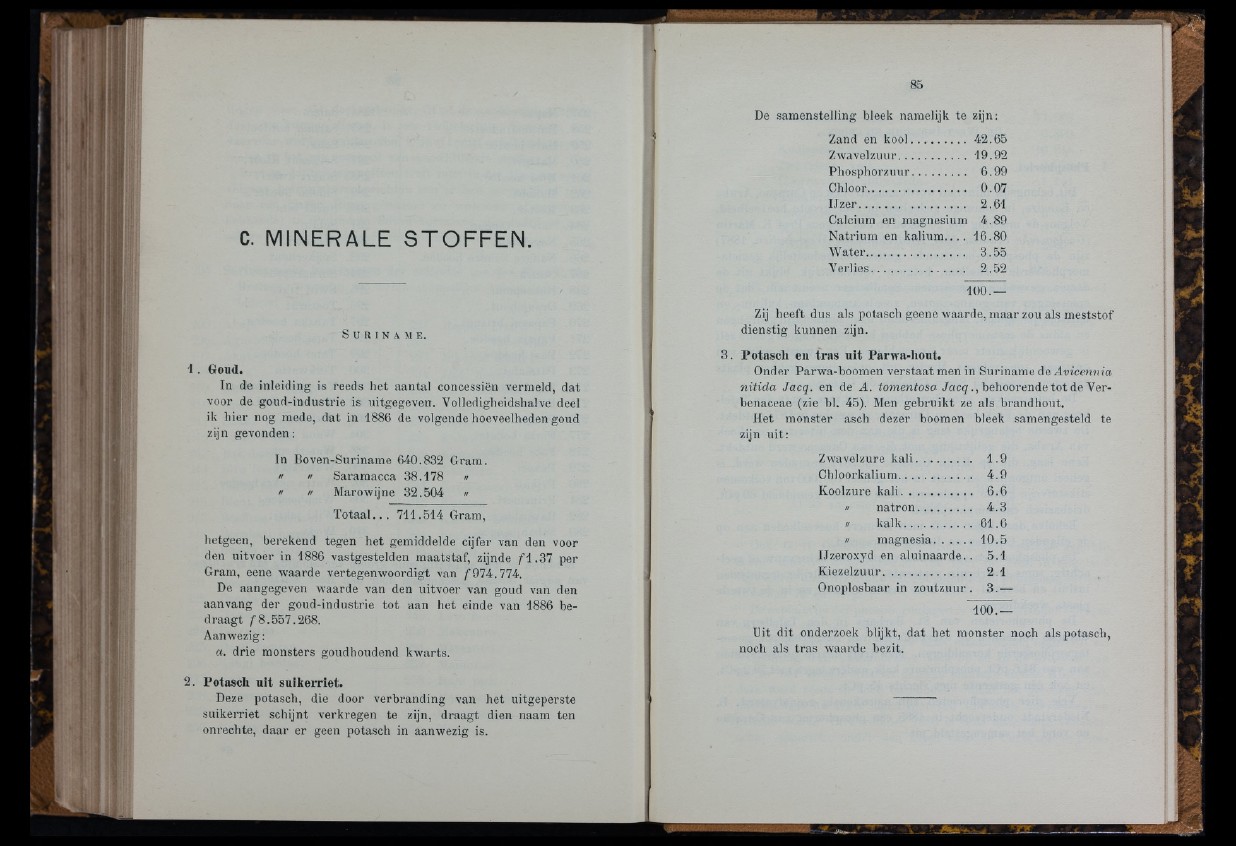 C. MINERALE STOFFEN.
SURINAME.
1. Goud.
In de inleiding is reeds het aantal concessiën vermeld, dat
voor de goud-industrie is uitgegeven. Volledigheidshalve deel
ik hier nog mede, dat in 1886 de volgende hoeveelheden goud
zijn gevonden:
In Boven-Suriname 640.832 Gram.
" " Saramacca 38.178 "
" " Marowijne 32.504 "
Totaal... 711.514 Gram,
hetgeen, berekend tegen het gemiddelde cijfer van den voor
den uitvoer in 1886 vastgestelden maatstaf, zijnde f 1.37 per
Gram, eene waarde vertegenwoordigt van f 974.774.
De aangegeven waarde van den uitvoer van goud van den
aanvang der goud-industrie tot aan het einde van 1886 be-
draagt f 8.557.268.
Aanwezig:
a. drie monsters goudhoudend kwarts.
2. Potasch uit suikerriet.
Deze potasch, die door verbranding van het uitgeperste
suikerriet schijnt verkregen te zijn, draagt dien naam ten
onrechte, daar er geen potasch in aanwezig is.
85
De samenstelling bleek namelijk te zijn:
Zand en kool......... 42.65
Zwavelzuur........... 19.92
Phosphorzuur......... 6.99
Chloor................ 0.07
IJzer....... ......... 2.61
Calcium en magnesium 4.89
Natrium en kalium.... 16.80
Water................ 3.55
Verlies............... 2.52
100.—
Zij heeft dus als potasch geene waarde, maar zou als meststof
dienstig kunnen zijn.
3. Potasch en tras uit Parwa-hout.
Onder Parwa-boomen verstaat men in Suriname de Avicennia
nitida Jacq. en de A. tomentosa Jacq., behoorende tot de Ver-
benaceae (zie bl. 45). Men gebruikt ze als brandhout.
Het monster asch dezer boomen bleek samengesteld te
zijn uit:
Zwavelzure kali......... 1.9
Chloorkalium............ 4.9
Koolzure kali........... 6.6
" natron......... 4.3
" kalk........... 61.6
" magnesia...... 10.5
IJzeroxyd en aluinaarde.. 5.1
Kiezelzuur.............. 2 1
Onoplosbaar in zoutzuur. 3.—
100.—
Uit dit onderzoek blijkt, dat het monster noch als potasch,
noch als tras waarde bezit.